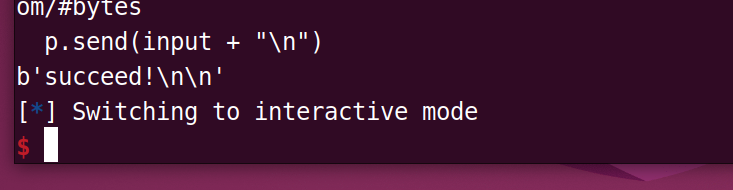 om/#bytes
  p.send(input + "\n")
b'succeed!\n\n'
[*] Switching to interactive mode
$